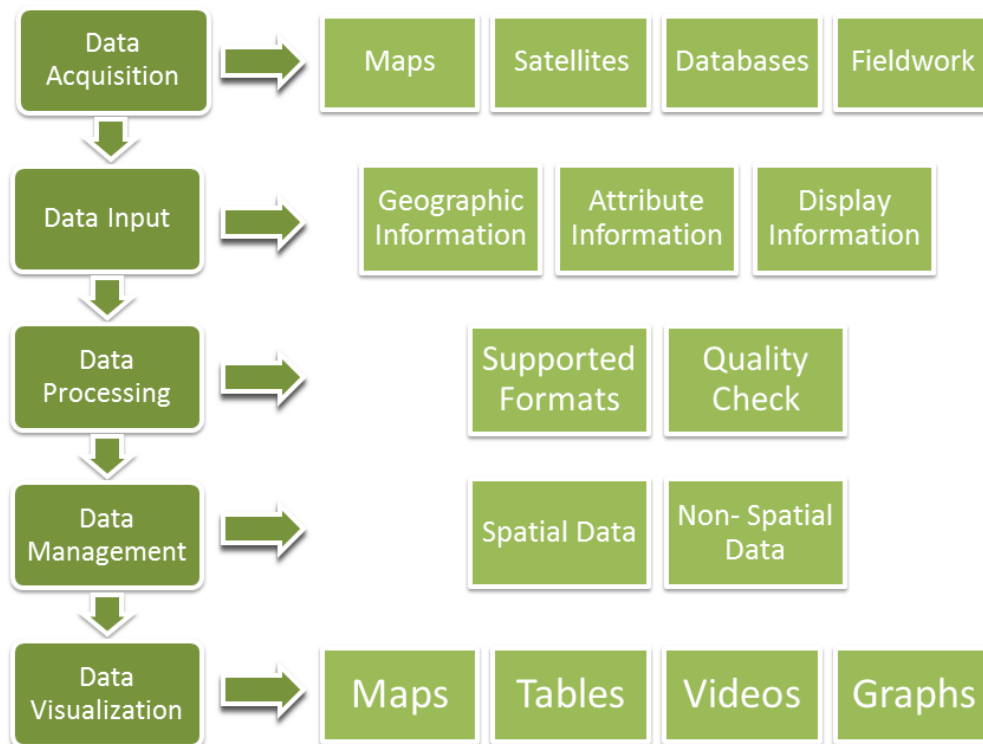 Data
Acquisition
Maps
Satellites
Databases
Fieldwork
Data Input
Geographic
Information
Attribute
Information
Display
Information
Data
Processing
Supported
Formats
Quality
Check
Data
Management
Spatial Data
Non- Spatial
Data
Data
Visualization
Maps
Tables
Videos
Graphs